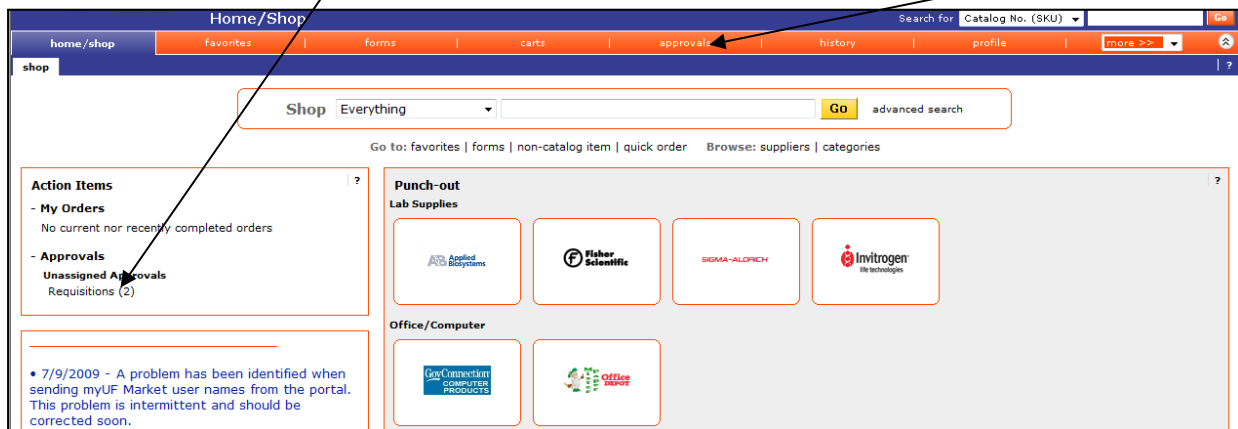 Home/Shop
Search for Catalog No. (SKU) Go
home/shop favorites | forms | carts | approvals | history | profile | more >>
shop | ?
Shop Everything Go advanced search
Go to: favorites | forms | non-catalog item | quick order Browse: suppliers | categories
Action Items ?
- My Orders
No current nor recently completed orders
- Approvals
Unassigned Approvals
Requisitions (2)
• 7/9/2009 - A problem has been identified when
sending myUF Market user names from the portal.
This problem is intermittent and should be
corrected soon.
Punch-out ?
Lab Supplies
AB Applied
Biosystems
Fisher
Scientific
SIGMA-ALDRICH
Invitrogen
life technologies
Office/Computer
GovConnection
COMPUTER
PRODUCTS
Office
DEPOT